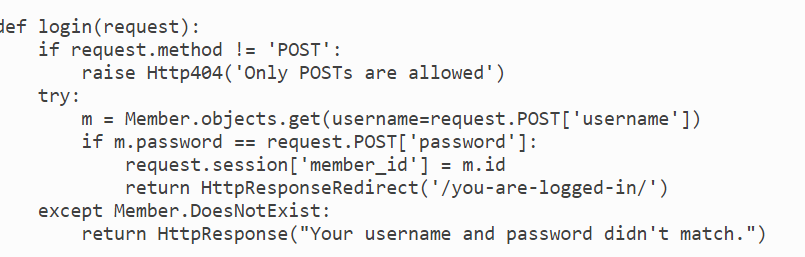 def login(request):
    if request.method != 'POST':
        raise Http404('Only POSTs are allowed')
    try:
        m = Member.objects.get(username=request.POST['username'])
        if m.password == request.POST['password']:
            request.session['member_id'] = m.id
            return HttpResponseRedirect('/you-are-logged-in/')
    except Member.DoesNotExist:
        return HttpResponse("Your username and password didn't match.")